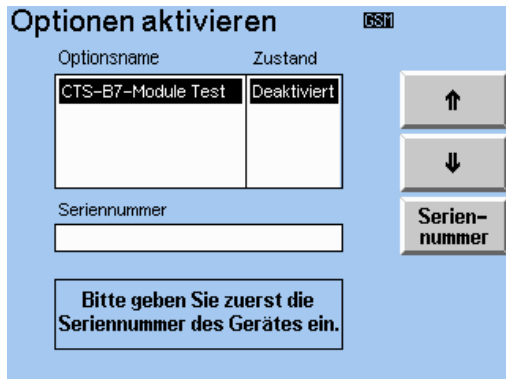 Optionen aktivieren
GSM
Optionsname Zustand
CTS-B7-Module Test Deaktiviert
⇑
⇓
Seriennummer
Serien-
nummer
Bitte geben Sie zuerst die
Seriennummer des Gerätes ein.